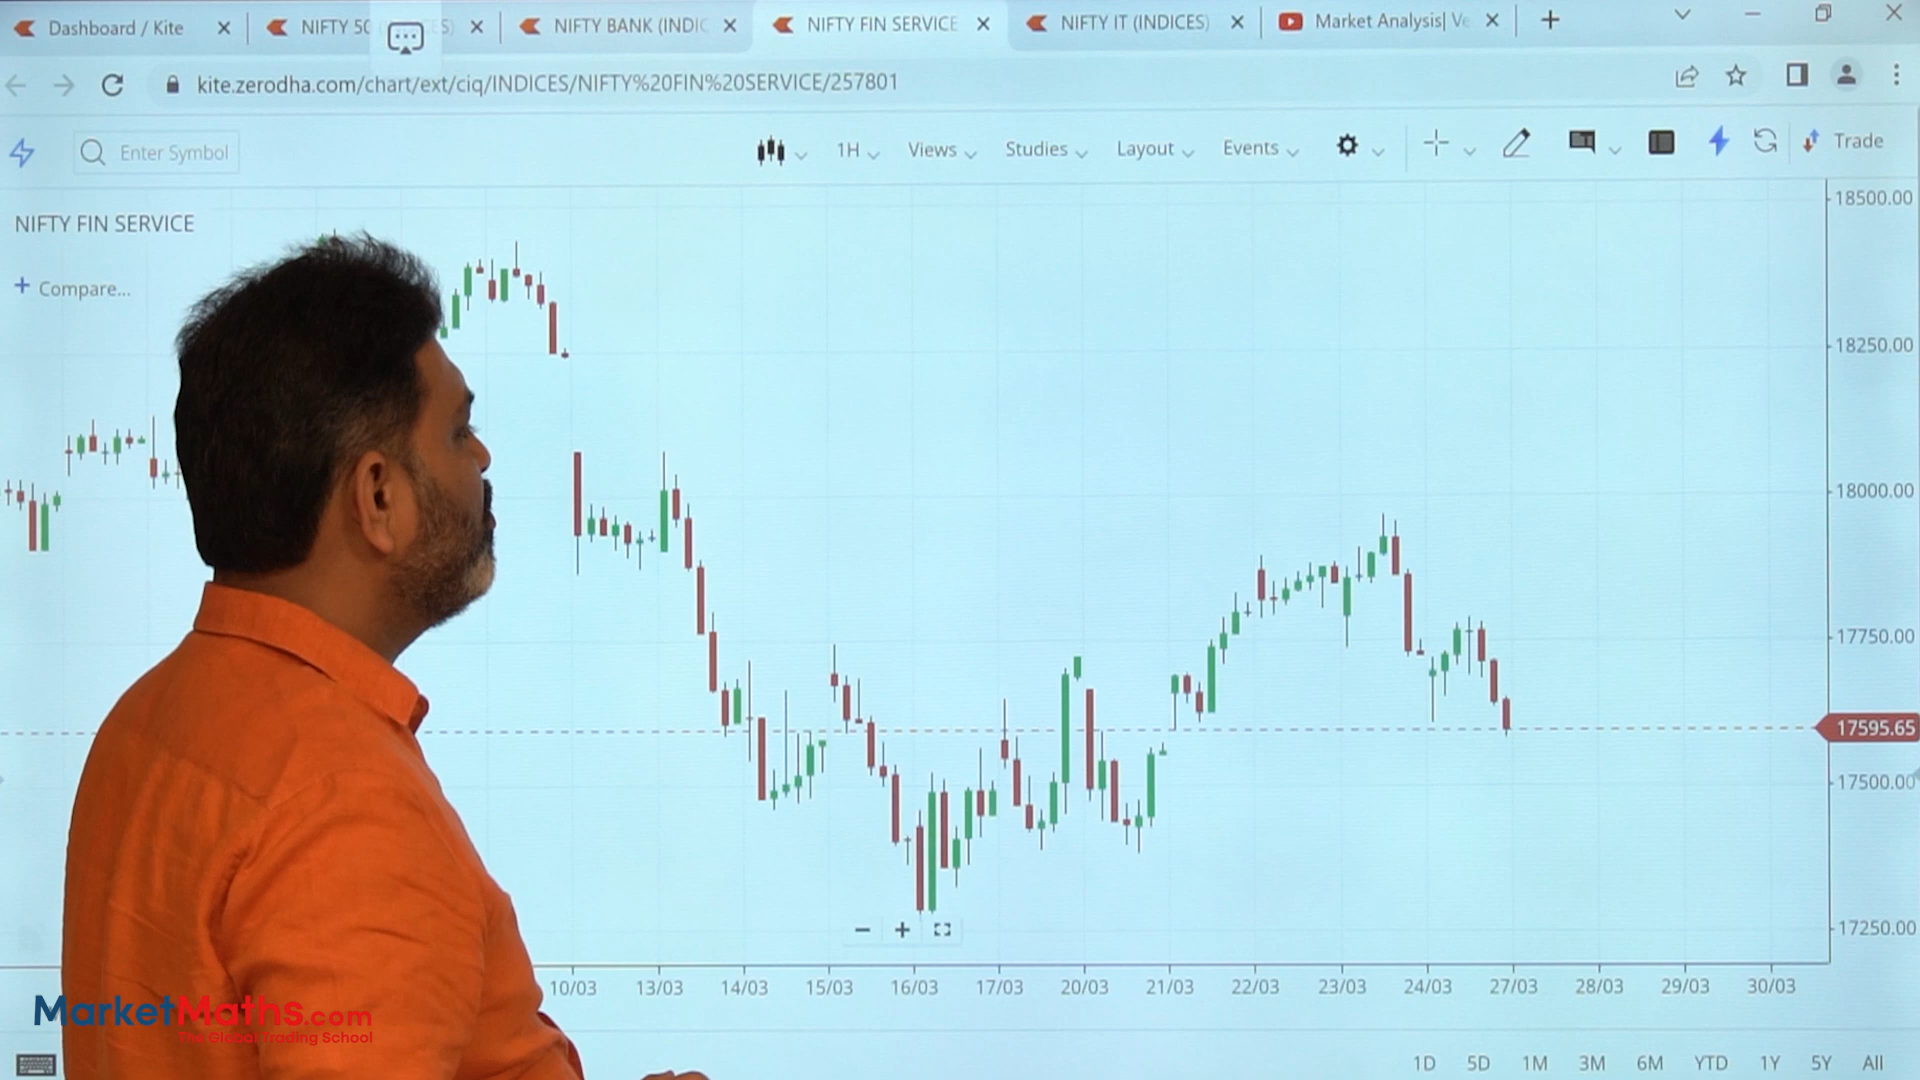 Dashboard / Kite
NIFTY 50
NIFTY BANK (INDIC
NIFTY FIN SERVICE
NIFTY IT (INDICES)
Market Analysis| Ve
kite.zerodha.com/chart/ext/ciq/INDICES/NIFTY%20FIN%20SERVICE/257801
Enter Symbol
1H
Views
Studies
Layout
Events
Trade
NIFTY FIN SERVICE
+ Compare...
18500.00
18250.00
18000.00
17750.00
17595.65
17500.00
17250.00
10/03 13/03 14/03 15/03 16/03 17/03 20/03 21/03 22/03 23/03 24/03 27/03 28/03 29/03 30/03
MarketMaths.com
The Global Trading School
1D 5D 1M 3M 6M YTD 1Y 5Y All